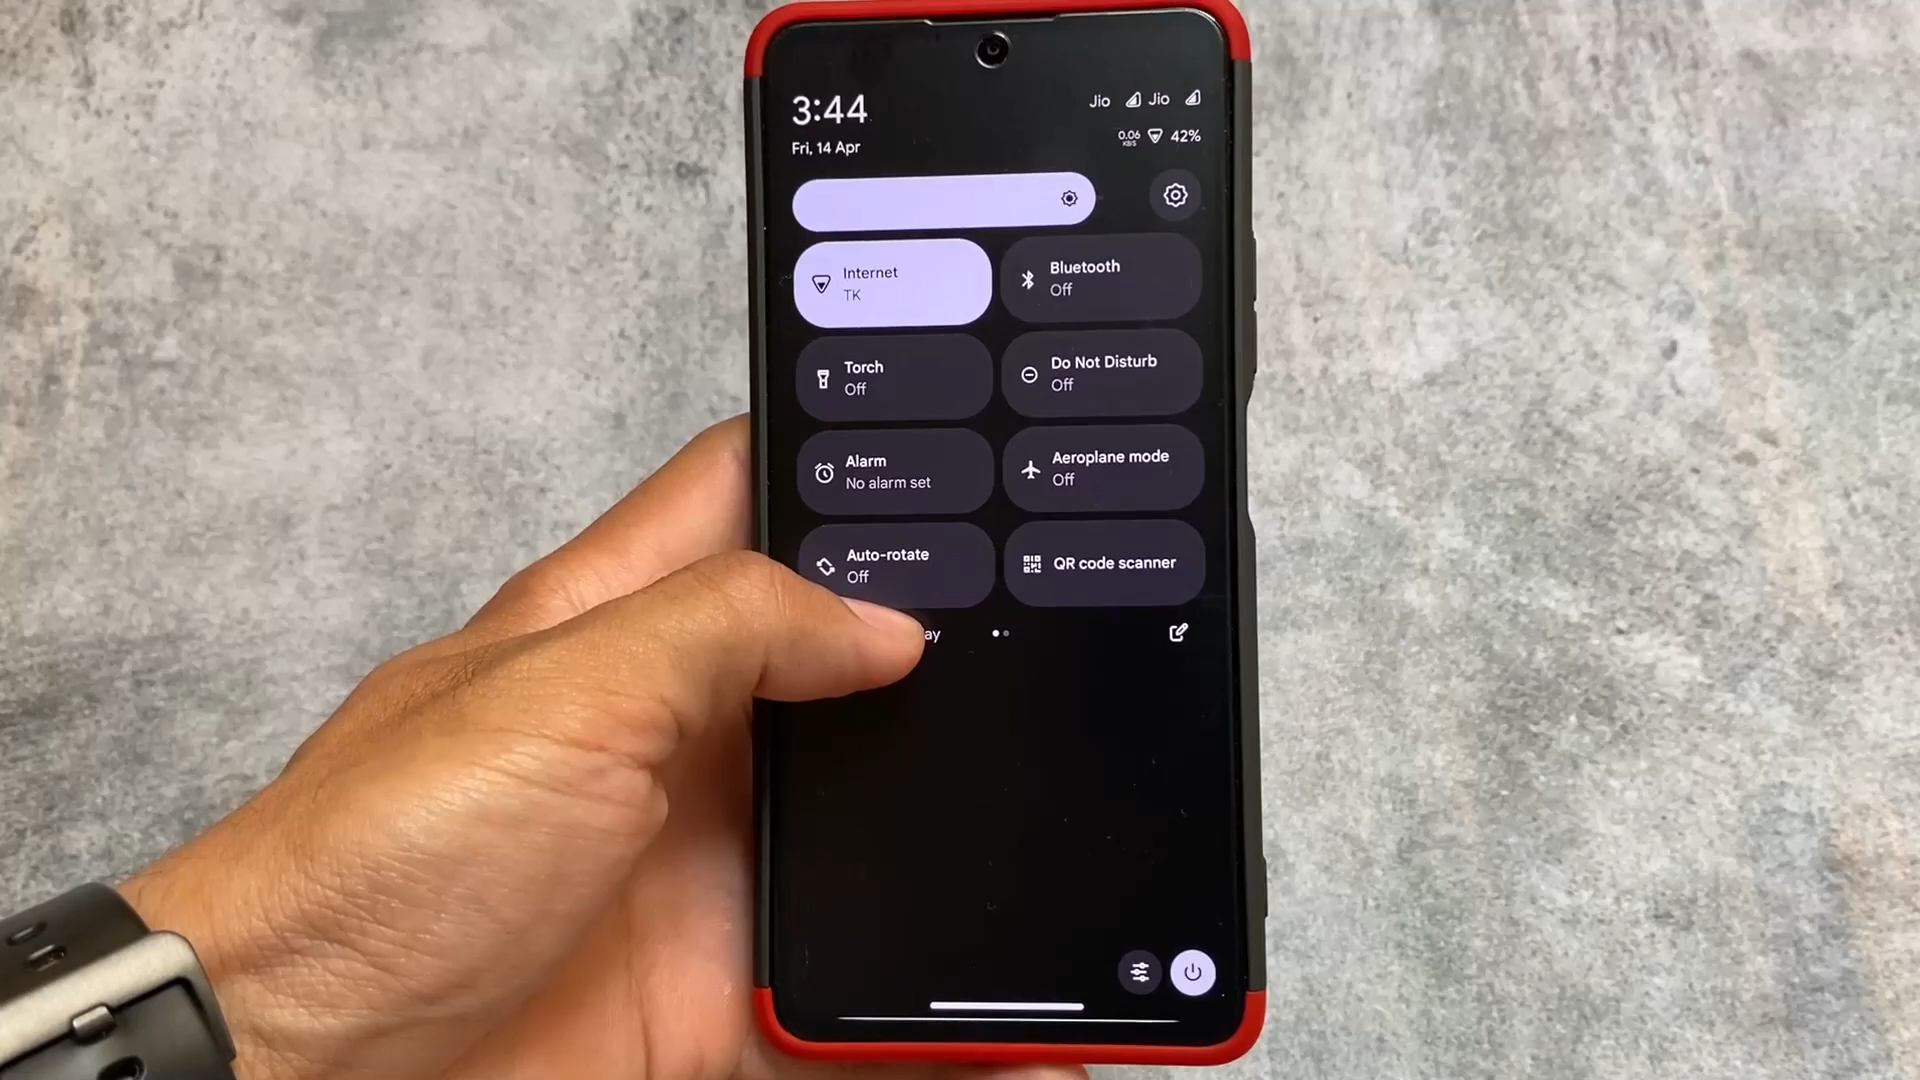 3:44
Jio Jio
Fri, 14 Apr
0.06
KB/S
42%
Internet
TK
Bluetooth
Off
Torch
Off
Do Not Disturb
Off
Alarm
No alarm set
Aeroplane mode
Off
Auto-rotate
Off
QR code scanner